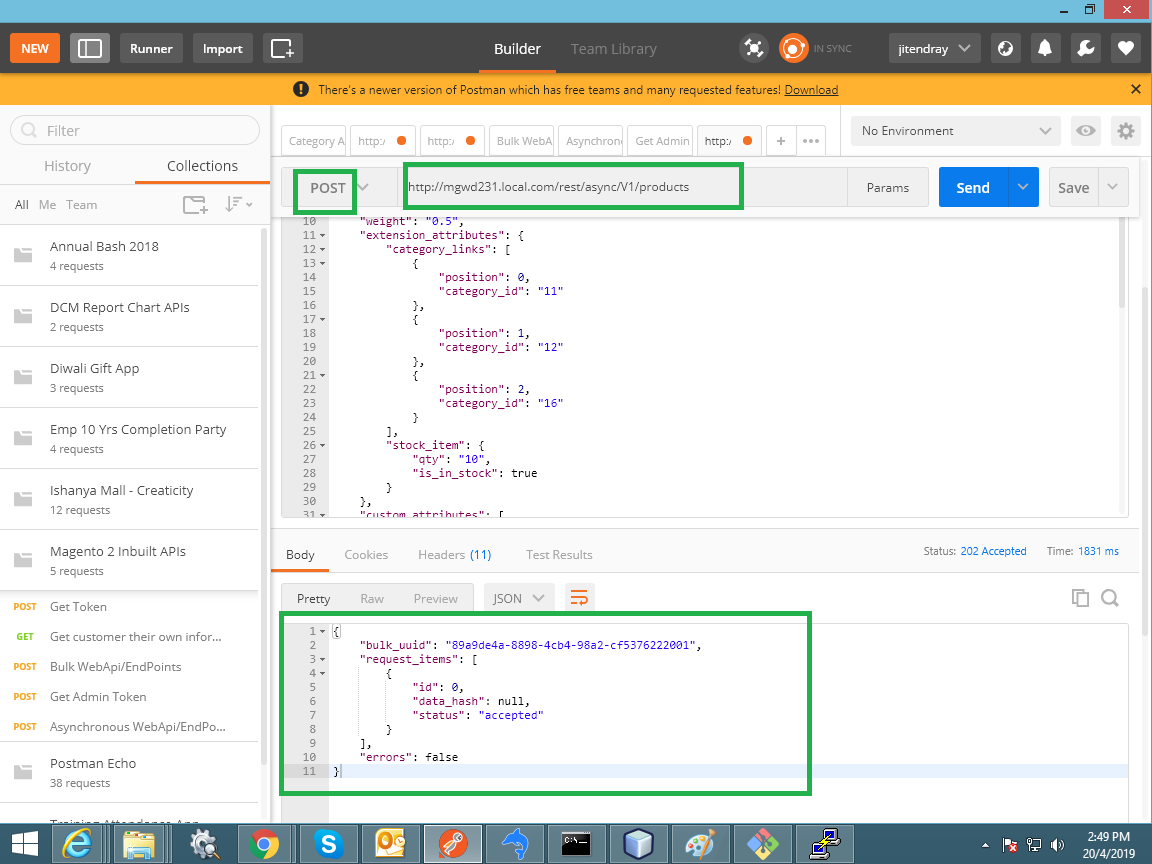 NEW
Runner
Import
Builder
Team Library
IN SYNC
jitendray
There's a newer version of Postman which has free teams and many requested features! Download
Filter
History
Collections
All Me Team
Annual Bash 2018
4 requests
DCM Report Chart APIs
2 requests
Diwali Gift App
3 requests
Emp 10 Yrs Completion Party
4 requests
Ishanya Mall - Creaticity
12 requests
Magento 2 Inbuilt APIs
5 requests
POST Get Token
GET Get customer their own infor...
POST Bulk WebApi/EndPoints
POST Get Admin Token
POST Asynchronous WebApi/EndPo...
Postman Echo
38 requests
Category A
http:/
http:/
Bulk WebA
Asynchron
Get Admin
http:/
No Environment
POST
http://mgwd231.local.com/rest/async/V1/products
Params
Send
Save
10 "weight": "0.5",
11 "extension_attributes": {
12 "category_links": [
13 {
14 "position": 0,
15 "category_id": "11"
16 },
17 {
18 "position": 1,
19 "category_id": "12"
20 },
21 {
22 "position": 2,
23 "category_id": "16"
24 }
25 ],
26 "stock_item": {
27 "qty": "10",
28 "is_in_stock": true
29 }
30 },
31 "custom_attributes": [
Body
Cookies
Headers (11)
Test Results
Status: 202 Accepted
Time: 1831 ms
Pretty
Raw
Preview
JSON
1 {
2 "bulk_uuid": "89a9de4a-8898-4cb4-98a2-cf5376222001",
3 "request_items": [
4 {
5 "id": 0,
6 "data_hash": null,
7 "status": "accepted"
8 }
9 ],
10 "errors": false
11 }
2:49 PM
20/4/2019